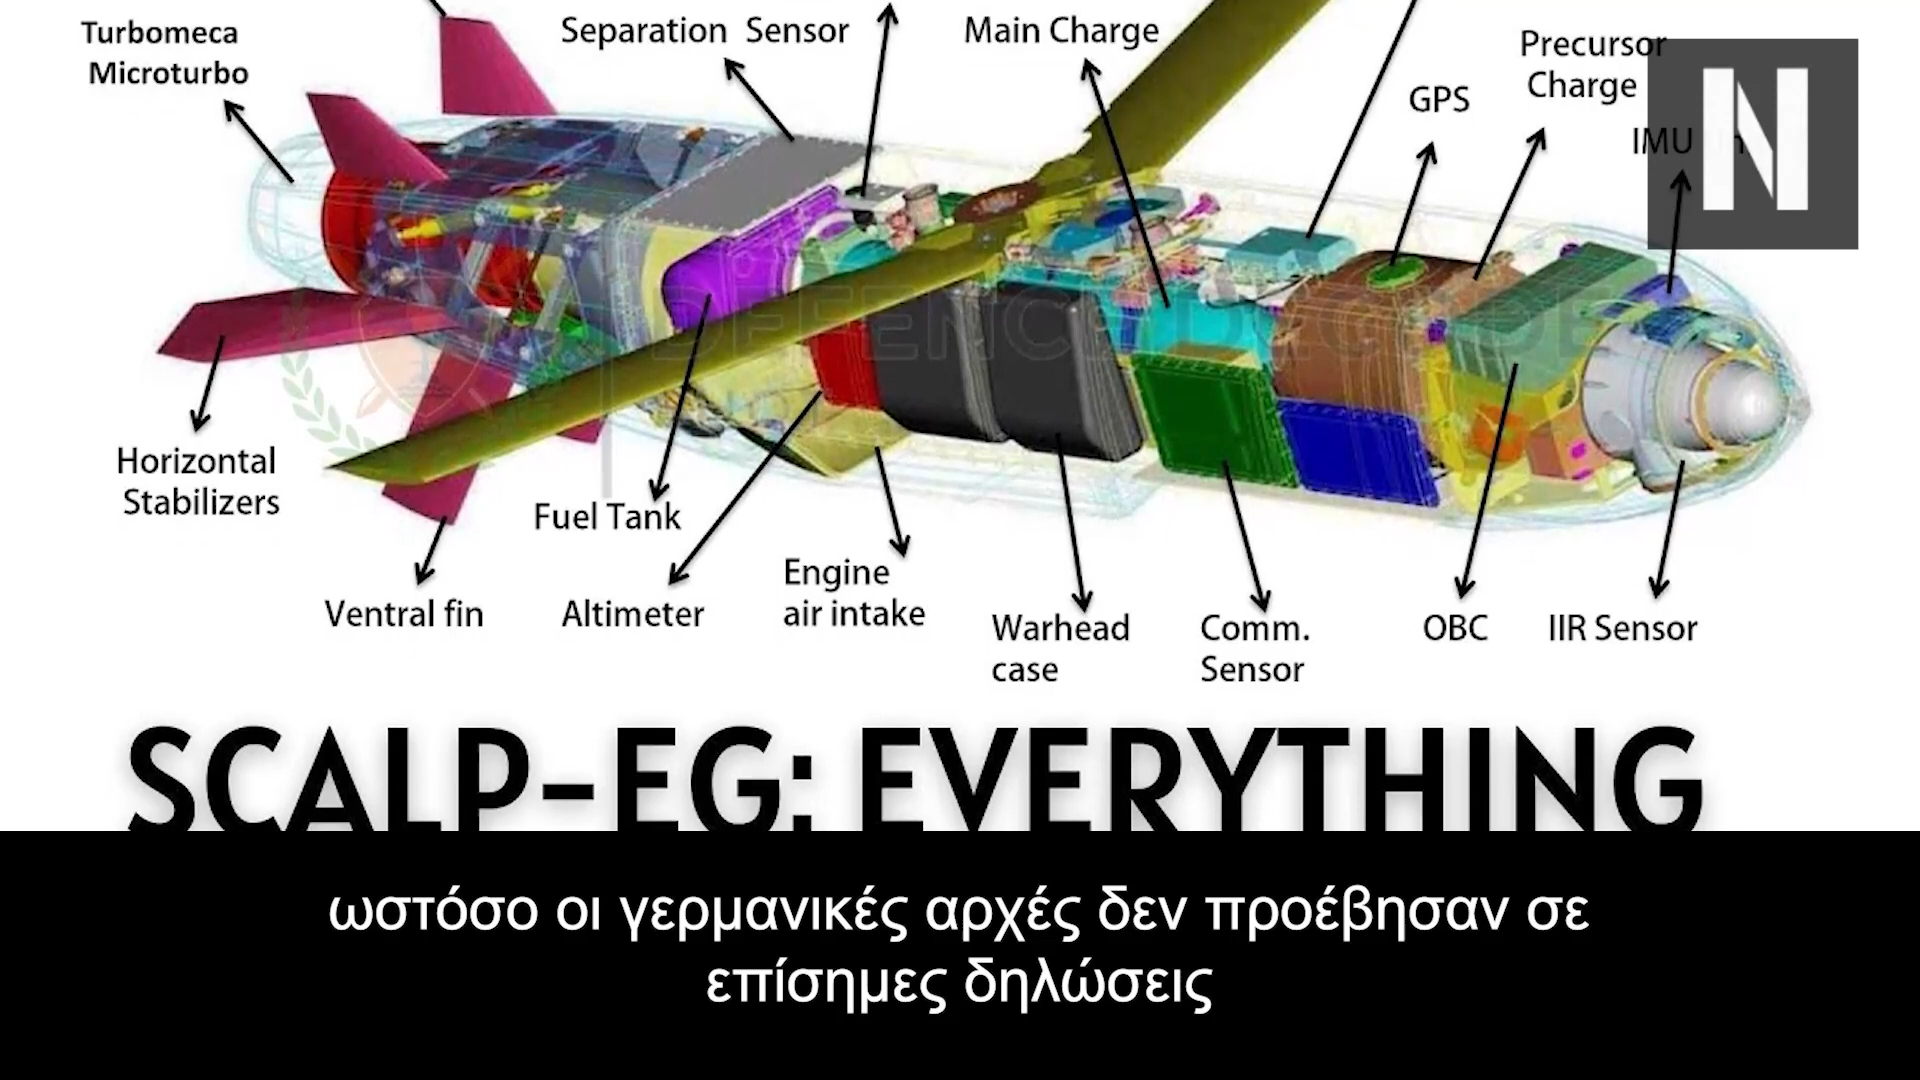 Turbomeca
Microturbo
Separation Sensor
Main Charge
Precursor
Charge
GPS
IMU
N
DEFENCE DECODE
Horizontal
Stabilizers
Fuel Tank
Ventral fin
Altimeter
Engine
air intake
Warhead
case
Comm.
Sensor
OBC
IIR Sensor
SCALP-EG: EVERYTHING
ωστόσο οι γερμανικές αρχές δεν προέβησαν σε
επίσημες δηλώσεις